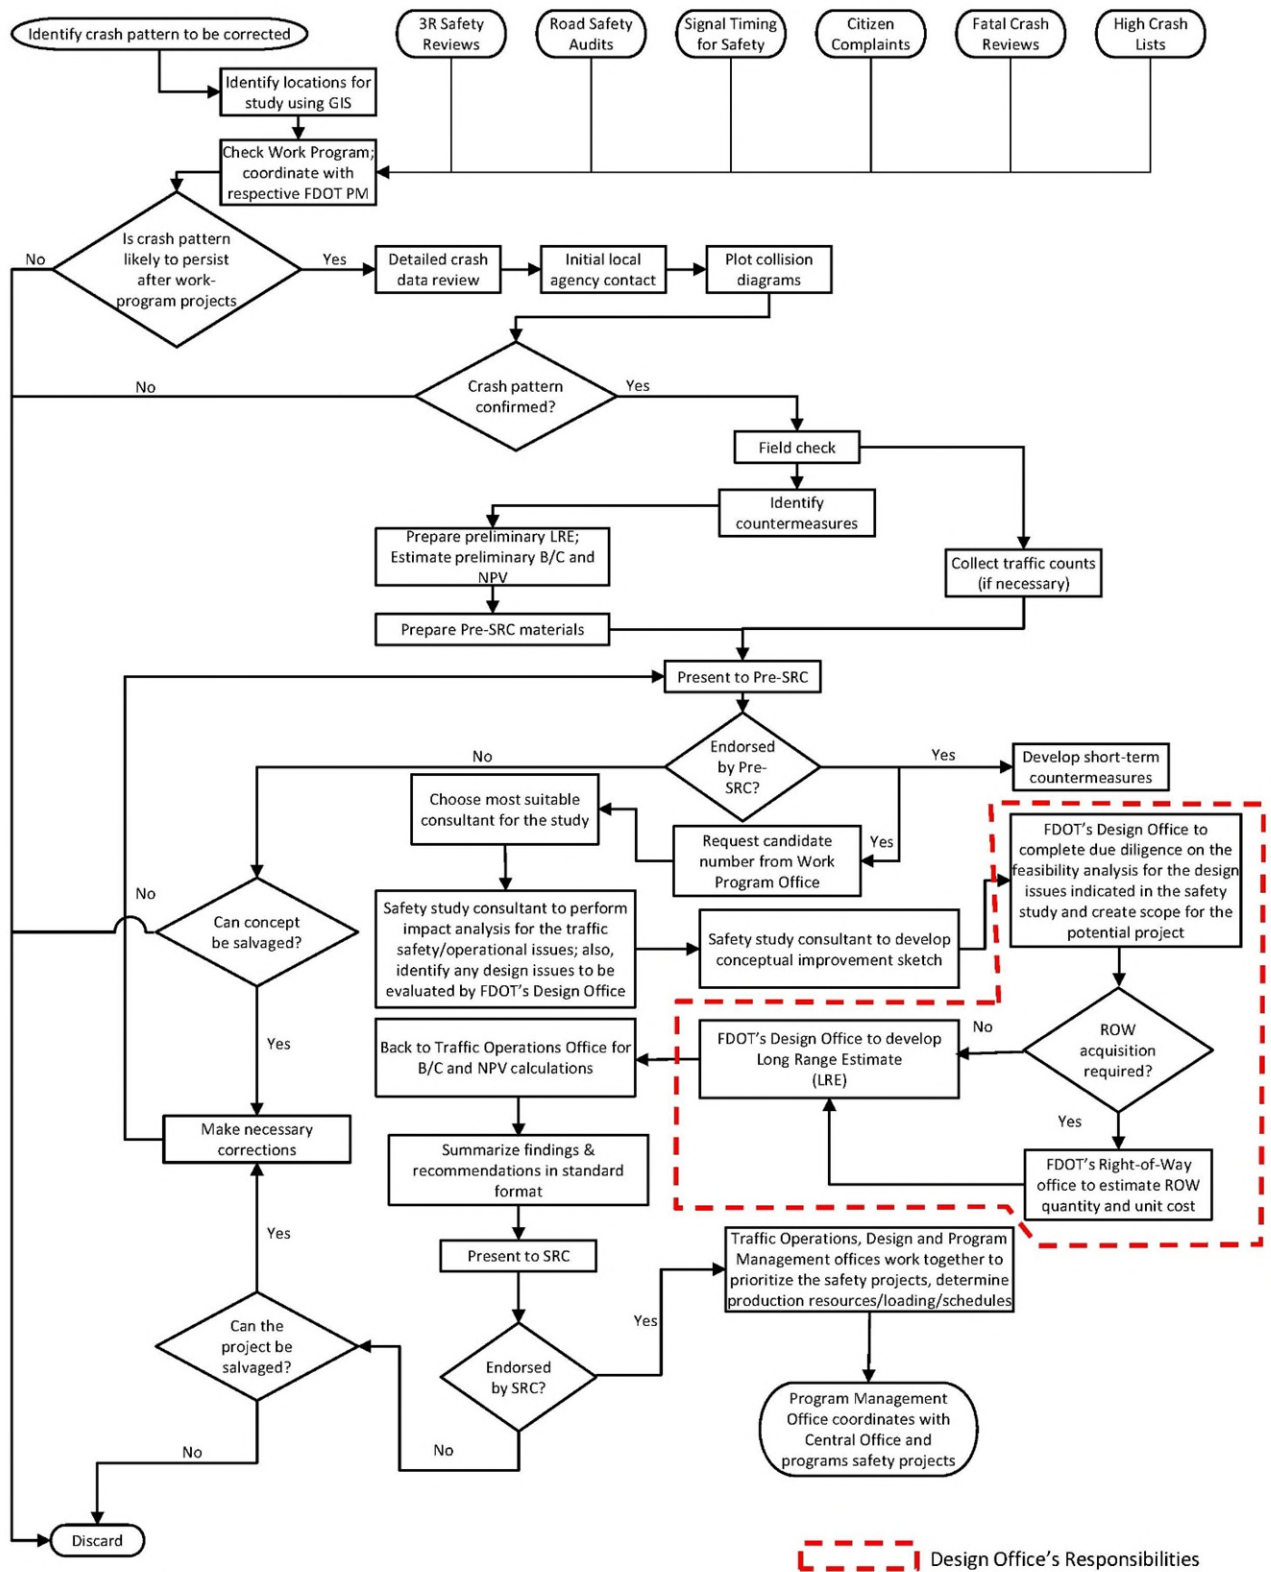 Identify crash pattern to be corrected
3R Safety
Reviews
Road Safety
Audits
Signal Timing
for Safety
Citizen
Complaints
Fatal Crash
Reviews
High Crash
Lists
Identify locations for
study using GIS
Check Work Program;
coordinate with
respective FDOT PM
Is crash pattern
likely to persist
after work-
program projects
No
Yes
Detailed crash
data review
Initial local
agency contact
Plot collision
diagrams
Crash pattern
confirmed?
No
Yes
Field check
Identify
countermeasures
Prepare preliminary LRE;
Estimate preliminary B/C and
NPV
Collect traffic counts
(if necessary)
Prepare Pre-SRC materials
Present to Pre-SRC
Endorsed
by Pre-
SRC?
No
Yes
Develop short-term
countermeasures
Yes
Request candidate
number from Work
Program Office
Choose most suitable
consultant for the study
Safety study consultant to perform
impact analysis for the traffic
safety/operational issues; also,
identify any design issues to be
evaluated by FDOT's Design Office
Safety study consultant to develop
conceptual improvement sketch
FDOT's Design Office to
complete due diligence on the
feasibility analysis for the design
issues indicated in the safety
study and create scope for the
potential project
ROW
acquisition
required?
No
Yes
FDOT's Right-of-Way
office to estimate ROW
quantity and unit cost
FDOT's Design Office to develop
Long Range Estimate
(LRE)
Back to Traffic Operations Office for
B/C and NPV calculations
Summarize findings &
recommendations in standard
format
Present to SRC
Endorsed
by SRC?
Yes
No
Traffic Operations, Design and Program
Management offices work together to
prioritize the safety projects, determine
production resources/loading/schedules
Program Management
Office coordinates with
Central Office and
programs safety projects
Can concept
be salvaged?
No
Yes
Make necessary
corrections
Yes
Can the
project be
salvaged?
No
Discard
Design Office's Responsibilities